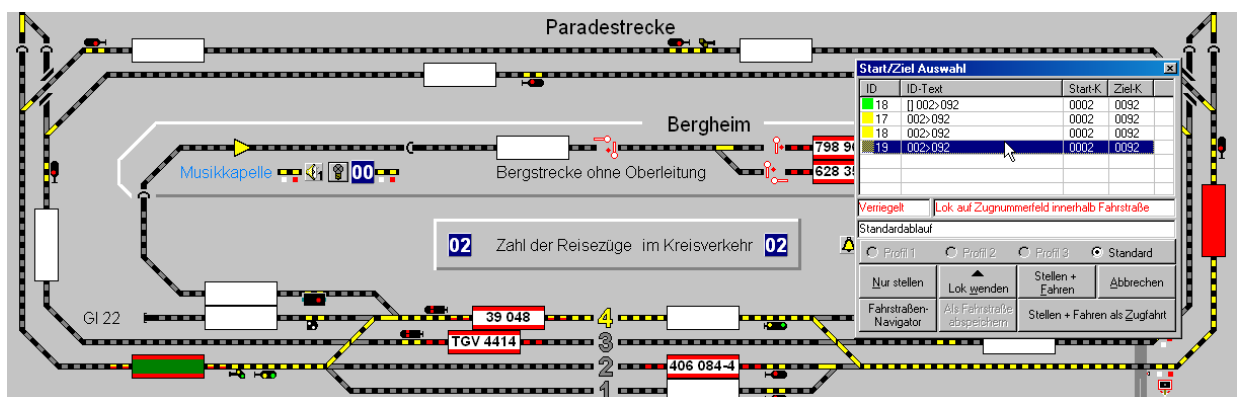 Paradestrecke
Start/Ziel Auswahl
ID ID-Text Start-K Ziel-K
18 [] 002>092 0002 0092
17 002>092 0002 0092
18 002>092 0002 0092
19 002>092 0002 0092
Bergheim
798 9
Musikkapelle 00
Bergstrecke ohne Oberleitung
628 3
Verriegelt Lok auf Zugnummerfeld innerhalb Fahrstraße
Standardablauf
02 Zahl der Reisezüge im Kreisverkehr 02
Profil 1 Profil 2 Profil 3 Standard
Nur stellen Lok wenden Stellen + Fahren Abbrechen
Fahrstraßen-Navigator Als Fahrstraße abspeichern Stellen + Fahren als Zugfahrt
Gl 22
39 048 4
TGV 4414 3
2 406 084-4
1